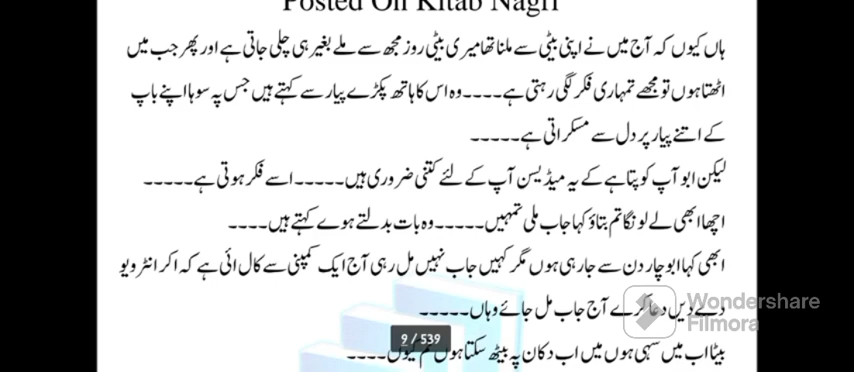 Posted On Kitab Nagri
ہاں کیوں کہ آج میں نے اپنی بیٹی سے ملنا تھا میری بیٹی روز مجھ سے ملے بغیر ہی چلی جاتی ہے اور پھر جب میں
اٹھتا ہوں تو مجھے تمہاری فکر لگی رہتی ہے۔۔۔۔ وہ اس کا ہاتھ پکڑے پیار سے کہتے ہیں جس پہ سوہا اپنے باپ
کے اتنے پیار پر دل سے مسکراتی ہے۔۔۔۔۔
لیکن ابو آپ کو پتا ہے کے یہ میڈیسن آپ کے لئے کتنی ضروری ہیں۔۔۔۔۔ اسے فکر ہوتی ہے۔۔۔۔۔
اچھا ابھی لے لو نگا تم بتاؤ کہا جاب ملی تمہیں۔۔۔۔۔ وہ بات بدلتے ہوے کہتے ہیں۔۔۔۔
ابھی کہا ابو چار دن سے جا رہی ہوں مگر کہیں جاب نہیں مل رہی آج ایک کمپنی سے کال ائی ہے کہ اکر انٹرویو
دے دیں دعا کرے آج جاب مل جائے وہاں۔۔۔۔۔
Wondershare
Filmora
9 / 539
بیٹا اب میں سہی ہوں میں اب دکان پہ بیٹھ سکتا ہوں تم کیوں۔۔۔۔